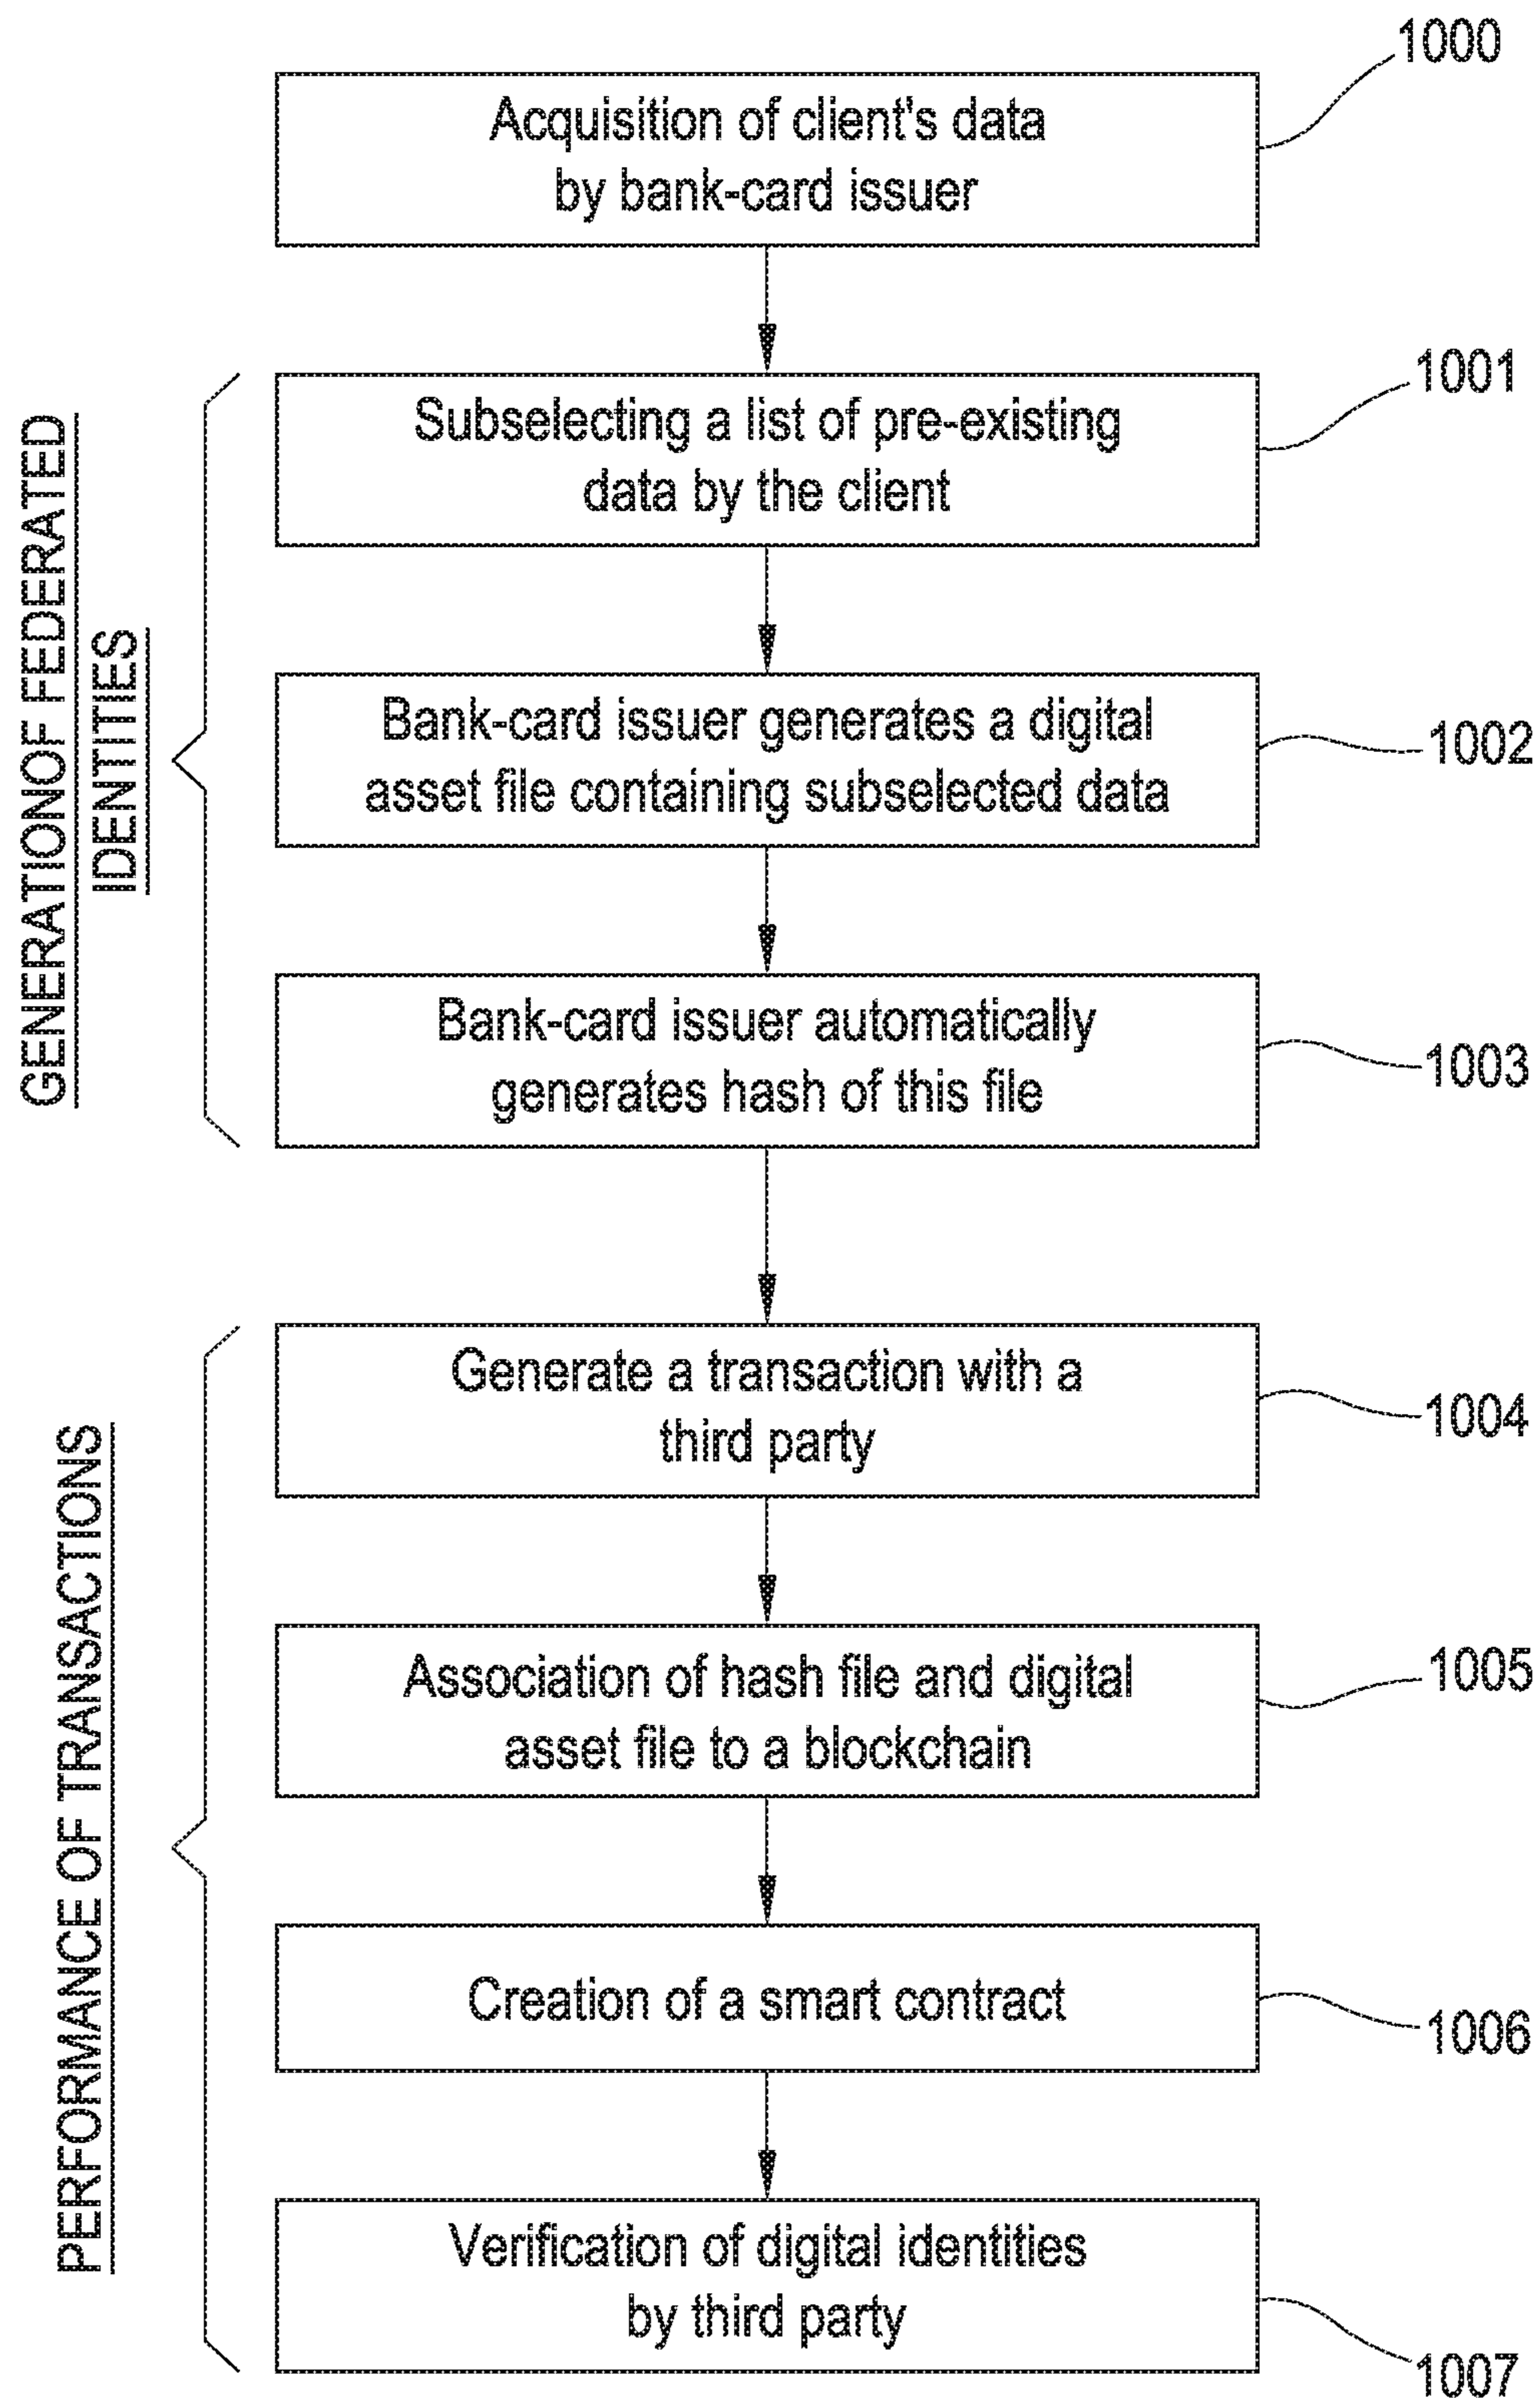 1000
Acquisition of client's data
by bank-card issuer
1001
Subselecting a list of pre-existing
data by the client
GENERATIONOF FEDERATED
IDENTITIES
Bank-card issuer generates a digital
asset file containing subselected data
1002
Bank-card issuer automatically
generates hash of this file
1003
Generate a transaction with a
third party
1004
PERFORMANCE OF TRANSACTIONS
Association of hash file and digital
asset file to a blockchain
1005
Creation of a smart contract
1006
Verification of digital identities
by third party
1007